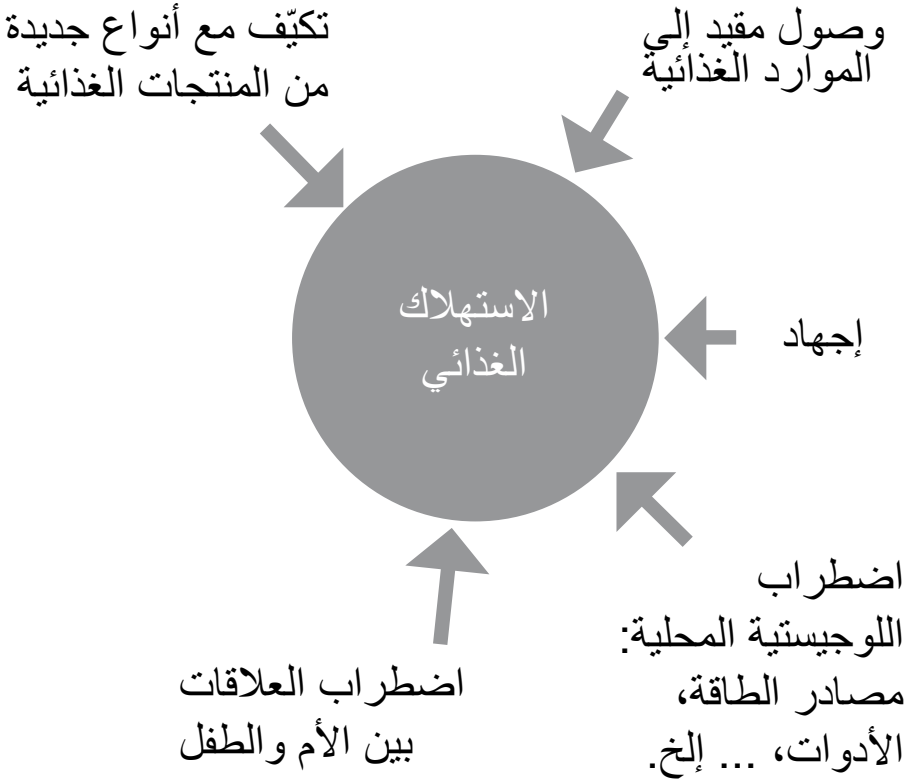 وصول مقيد إلى
الموارد الغذائية
تكيّف مع أنواع جديدة
من المنتجات الغذائية
الاستهلاك
الغذائي
إجهاد
اضطراب
اللوجيستية المحلية:
مصادر الطاقة،
الأدوات، ... إلخ.
اضطراب العلاقات
بين الأم والطفل